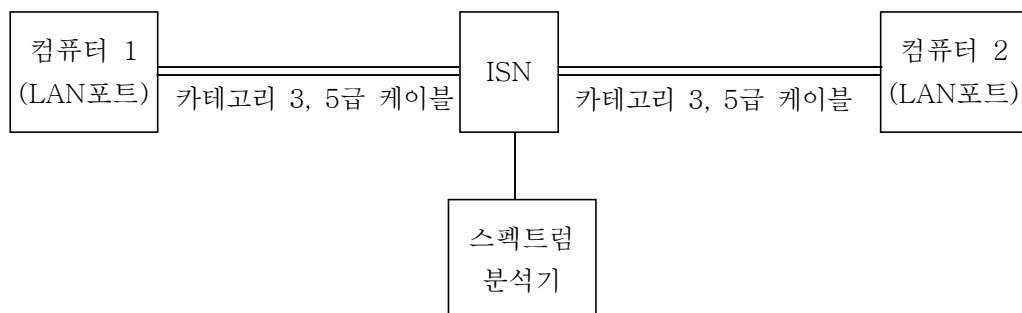 컴퓨터 1
(LAN포트)
카테고리 3, 5급 케이블
ISN
카테고리 3, 5급 케이블
컴퓨터 2
(LAN포트)
스펙트럼
분석기